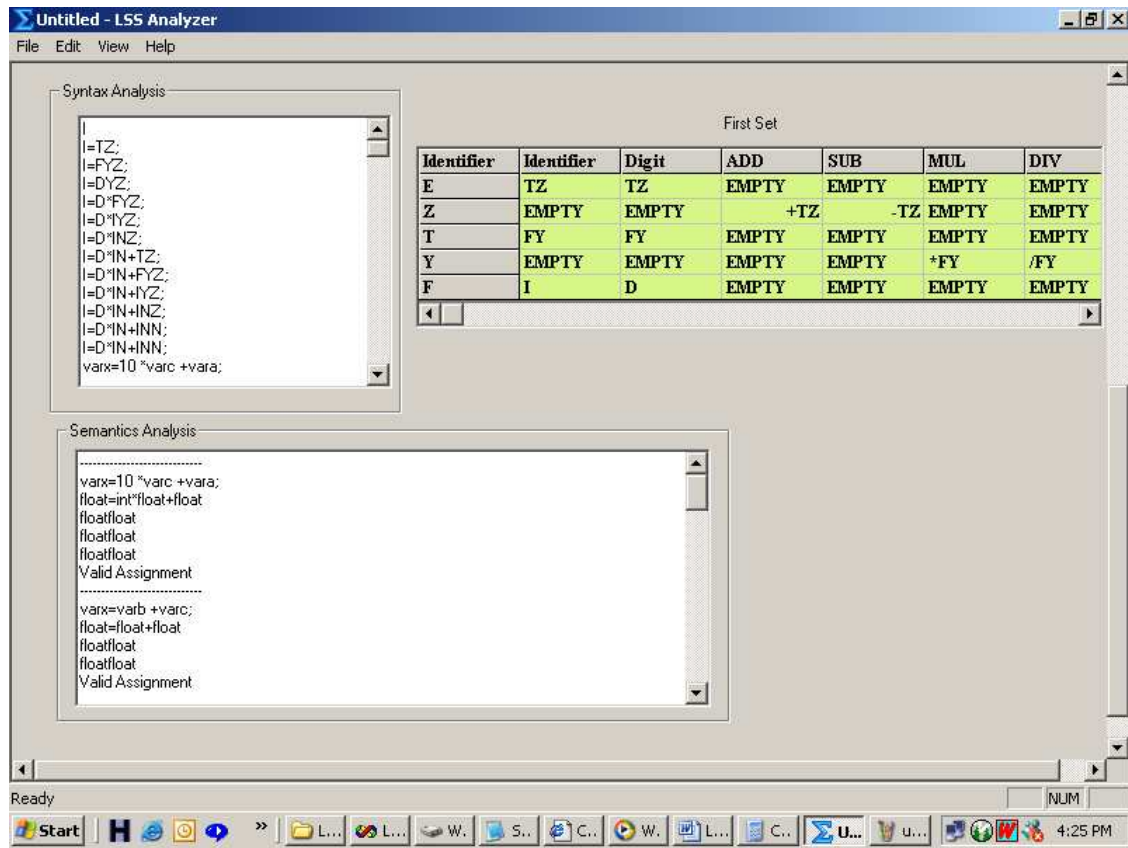 Untitled - LSS Analyzer
File Edit View Help
Syntax Analysis
I
I=TZ;
I=FYZ;
I=DYZ;
I=D*FYZ;
I=D*IYZ;
I=D*INZ;
I=D*IN+TZ;
I=D*IN+FYZ;
I=D*IN+IYZ;
I=D*IN+INZ;
I=D*IN+INN;
I=D*IN+INN;
varx=10 *varc +vara;
First Set
Identifier Identifier Digit ADD SUB MUL DIV
E TZ TZ EMPTY EMPTY EMPTY EMPTY
Z EMPTY EMPTY +TZ -TZ EMPTY EMPTY
T FY FY EMPTY EMPTY EMPTY EMPTY
Y EMPTY EMPTY EMPTY EMPTY *FY /FY
F I D EMPTY EMPTY EMPTY EMPTY
Semantics Analysis
----------------------------
varx=10 *varc +vara;
float=int*float+float
floatfloat
floatfloat
floatfloat
Valid Assignment
----------------------------
varx=varb +varc;
float=float+float
floatfloat
floatfloat
Valid Assignment
Ready NUM
Start H » L... L... W. S.. C.. W. L... C.. U... u... W 4:25 PM